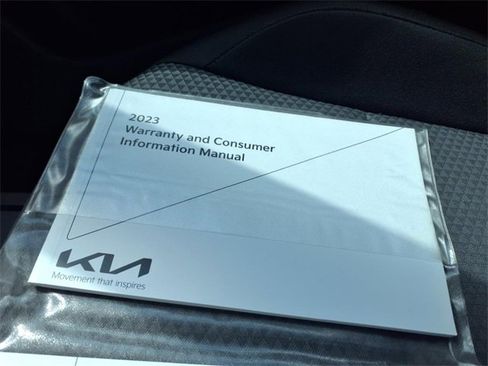 2023
Warranty and Consumer
Information Manual
KIA
Movement that inspires